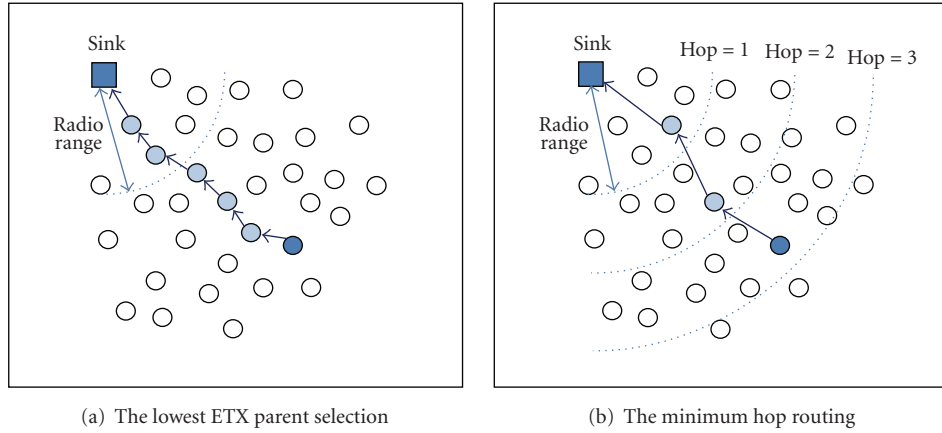 Sink
Radio
range
(a) The lowest ETX parent selection
Sink
Hop = 1
Hop = 2
Hop = 3
Radio
range
(b) The minimum hop routing